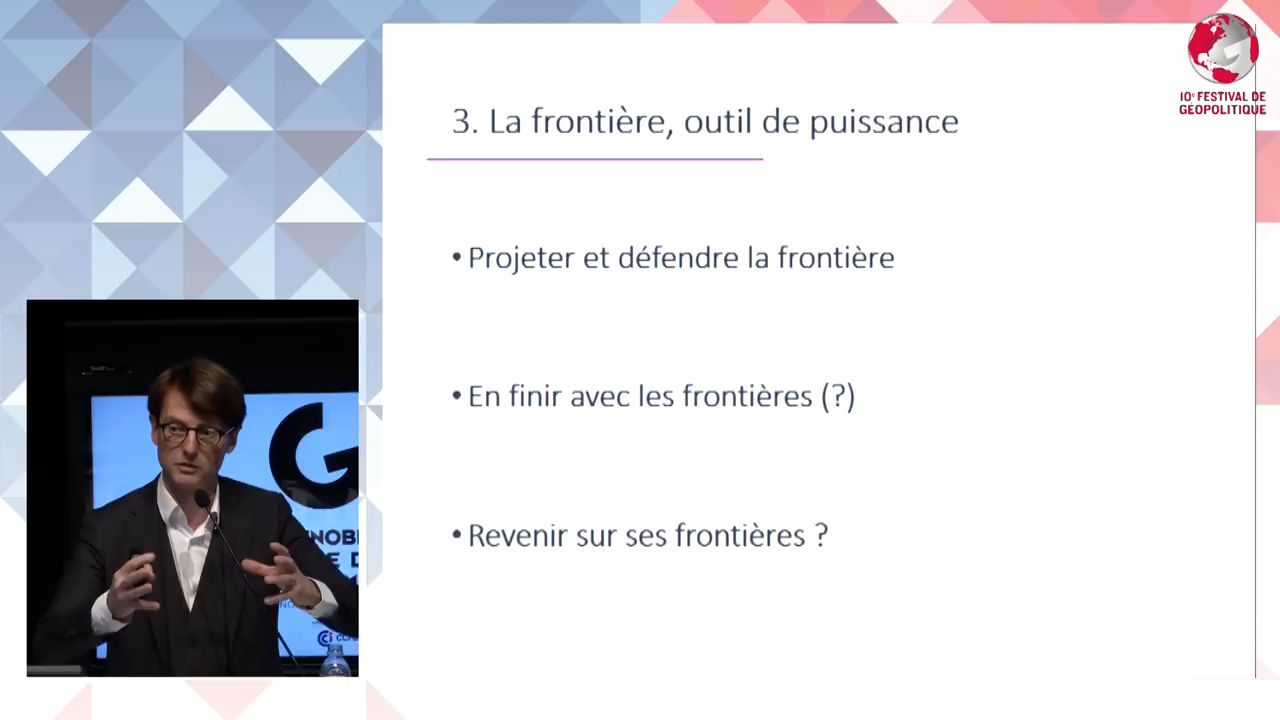 10e FESTIVAL DE
GÉOPOLITIQUE
3. La frontière, outil de puissance
• Projeter et défendre la frontière
• En finir avec les frontières (?)
• Revenir sur ses frontières ?
G